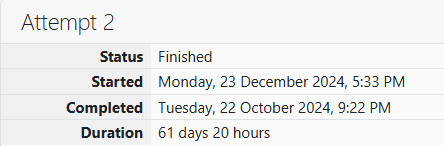 Attempt 2
Status Finished
Started Monday, 23 December 2024, 5:33 PM
Completed Tuesday, 22 October 2024, 9:22 PM
Duration 61 days 20 hours